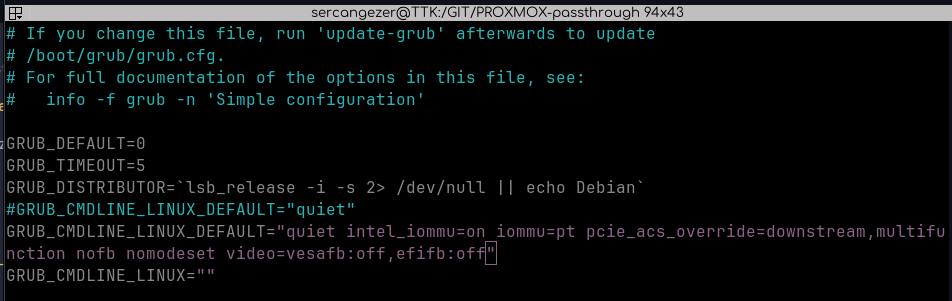 sercangezer@TTK:/GIT/PROXMOX-passthrough 94x43
# If you change this file, run 'update-grub' afterwards to update
# /boot/grub/grub.cfg.
# For full documentation of the options in this file, see:
#   info -f grub -n 'Simple configuration'

GRUB_DEFAULT=0
GRUB_TIMEOUT=5
GRUB_DISTRIBUTOR=`lsb_release -i -s 2> /dev/null || echo Debian`
#GRUB_CMDLINE_LINUX_DEFAULT="quiet"
GRUB_CMDLINE_LINUX_DEFAULT="quiet intel_iommu=on iommu=pt pcie_acs_override=downstream,multifu
nction nofb nomodeset video=vesafb:off,efifb:off"
GRUB_CMDLINE_LINUX=""